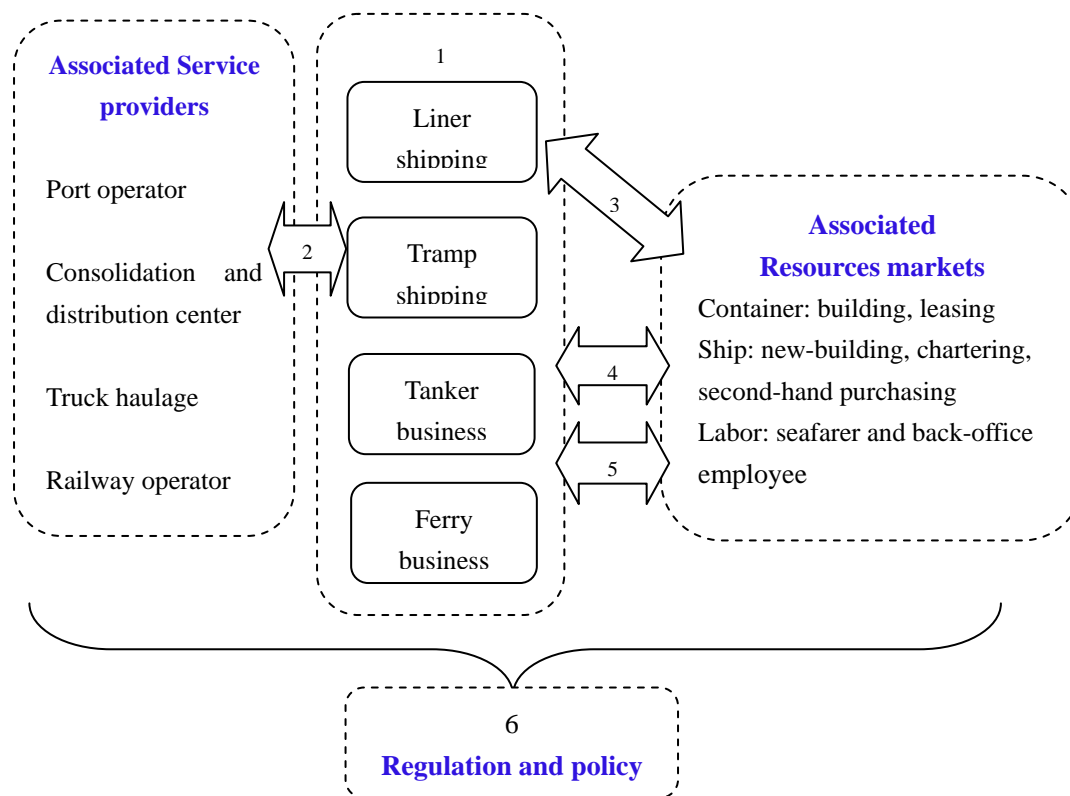 Associated Service
providers
Port operator
Consolidation and
distribution center
Truck haulage
Railway operator
1
Liner
shipping
Tramp
shipping
Tanker
business
Ferry
business
2
3
4
5
Associated
Resources markets
Container: building, leasing
Ship: new-building, chartering,
second-hand purchasing
Labor: seafarer and back-office
employee
6
Regulation and policy